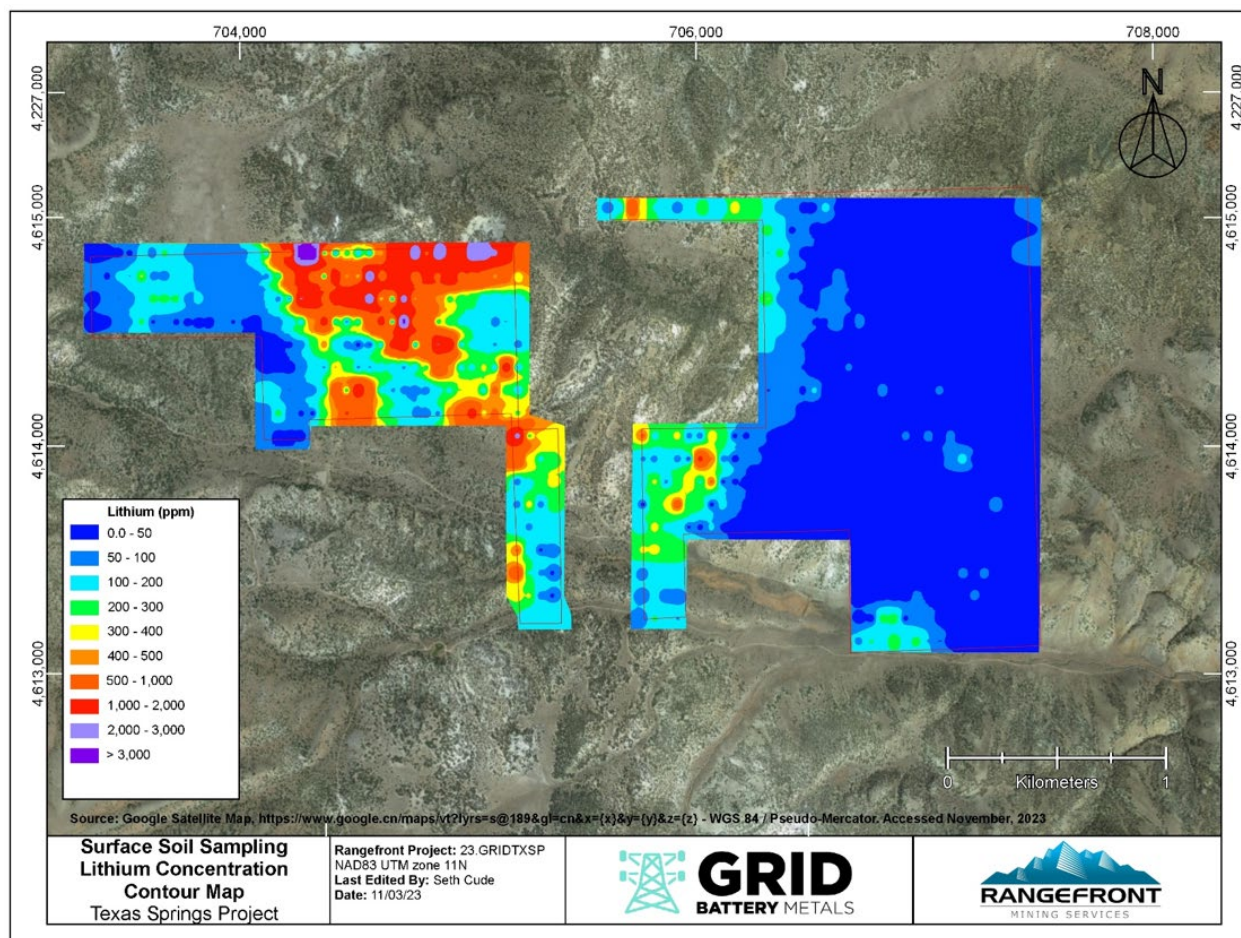 704,000
706,000
708,000
N
4,227,000
4,227,000
4,615,000
4,615,000
4,614,000
4,614,000
4,613,000
4,613,000
Lithium (ppm)
0.0 - 50
50 - 100
100 - 200
200 - 300
300 - 400
400 - 500
500 - 1,000
1,000 - 2,000
2,000 - 3,000
> 3,000
0
Kilometers
1
Source: Google Satellite Map, https://www.google.cn/maps/vt?lyrs=s@189&gl=cn&x={x}&y={y}&z={z} - WGS 84 / Pseudo-Mercator. Accessed November, 2023
Surface Soil Sampling
Lithium Concentration
Contour Map
Texas Springs Project
Rangefront Project: 23.GRIDTXSP
NAD83 UTM zone 11N
Last Edited By: Seth Cude
Date: 11/03/23
GRID
BATTERY METALS
RANGEFRONT
MINING SERVICES